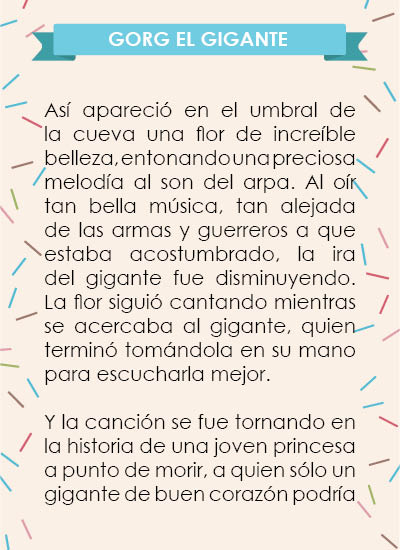 GORG EL GIGANTE
Así apareció en el umbral de
la cueva una flor de increíble
belleza, entonando una preciosa
melodía al son del arpa. Al oír
tan bella música, tan alejada
de las armas y guerreros a que
estaba acostumbrado, la ira
del gigante fue disminuyendo.
La flor siguió cantando mientras
se acercaba al gigante, quien
terminó tomándola en su mano
para escucharla mejor.
Y la canción se fue tornando en
la historia de una joven princesa
a punto de morir, a quien sólo un
gigante de buen corazón podría